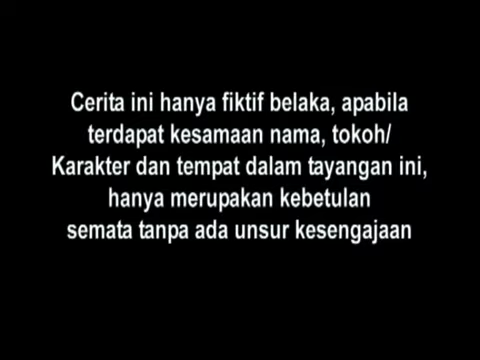 Cerita ini hanya fiktif belaka, apabila
terdapat kesamaan nama, tokoh/
Karakter dan tempat dalam tayangan ini,
hanya merupakan kebetulan
semata tanpa ada unsur kesengajaan